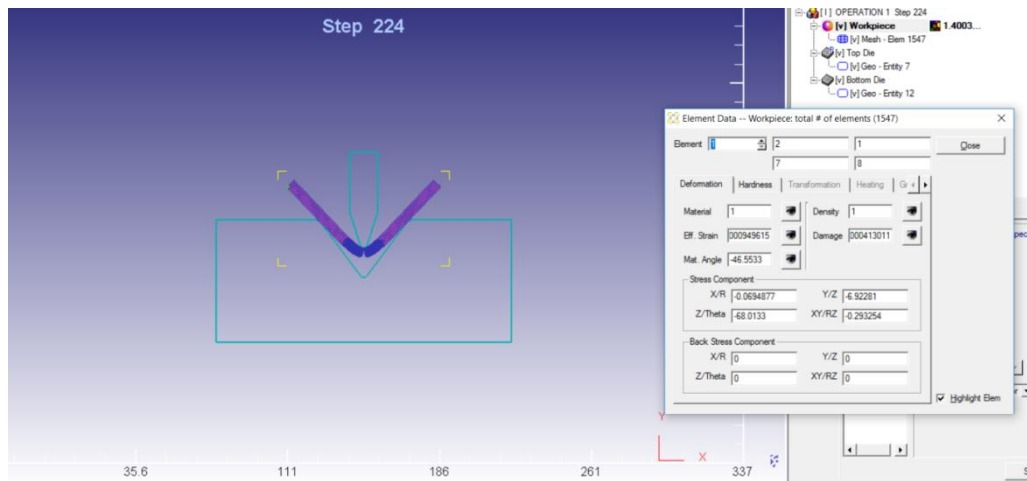 Step 224
[1] OPERATION 1 Step 224
[v] Workpiece 1.4003...
[v] Mesh - Elem 1547
[v] Top Die
[v] Geo - Entity 7
[v] Bottom Die
[v] Geo - Entity 12
Element Data -- Workpiece: total # of elements (1547)
Element 1 2 1 Close
7 8
Deformation Hardness Transformation Heating
Material 1 Density 1
Eff. Strain 000949615 Damage 000413011
Mat. Angle -46.5533
Stress Component
X/R -0.0694877 Y/Z -6.92281
Z/Theta -68.0133 XY/RZ -0.293254
Back Stress Component
X/R 0 Y/Z 0
Z/Theta 0 XY/RZ 0
Highlight Elem
Y
X
35.6 111 186 261 337